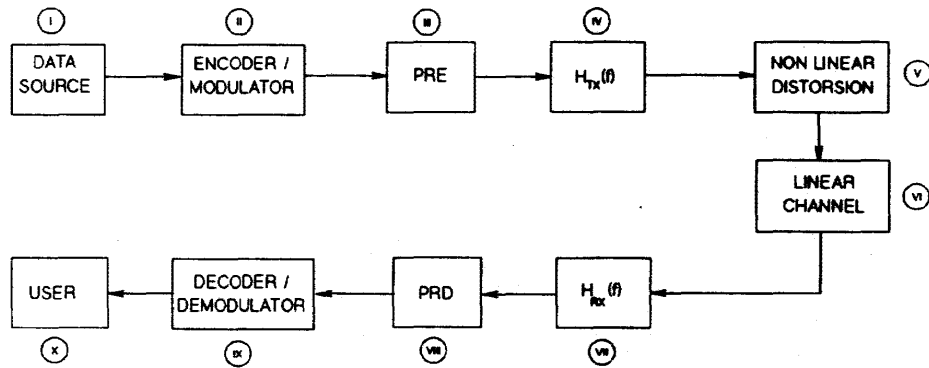 I
II
III
IV
DATA
SOURCE
ENCODER /
MODULATOR
PRE
H_TX(f)
NON LINEAR
DISTORSION
V
LINEAR
CHANNEL
VI
USER
DECODER /
DEMODULATOR
PRD
H_RX(f)
X
IX
VIII
VII